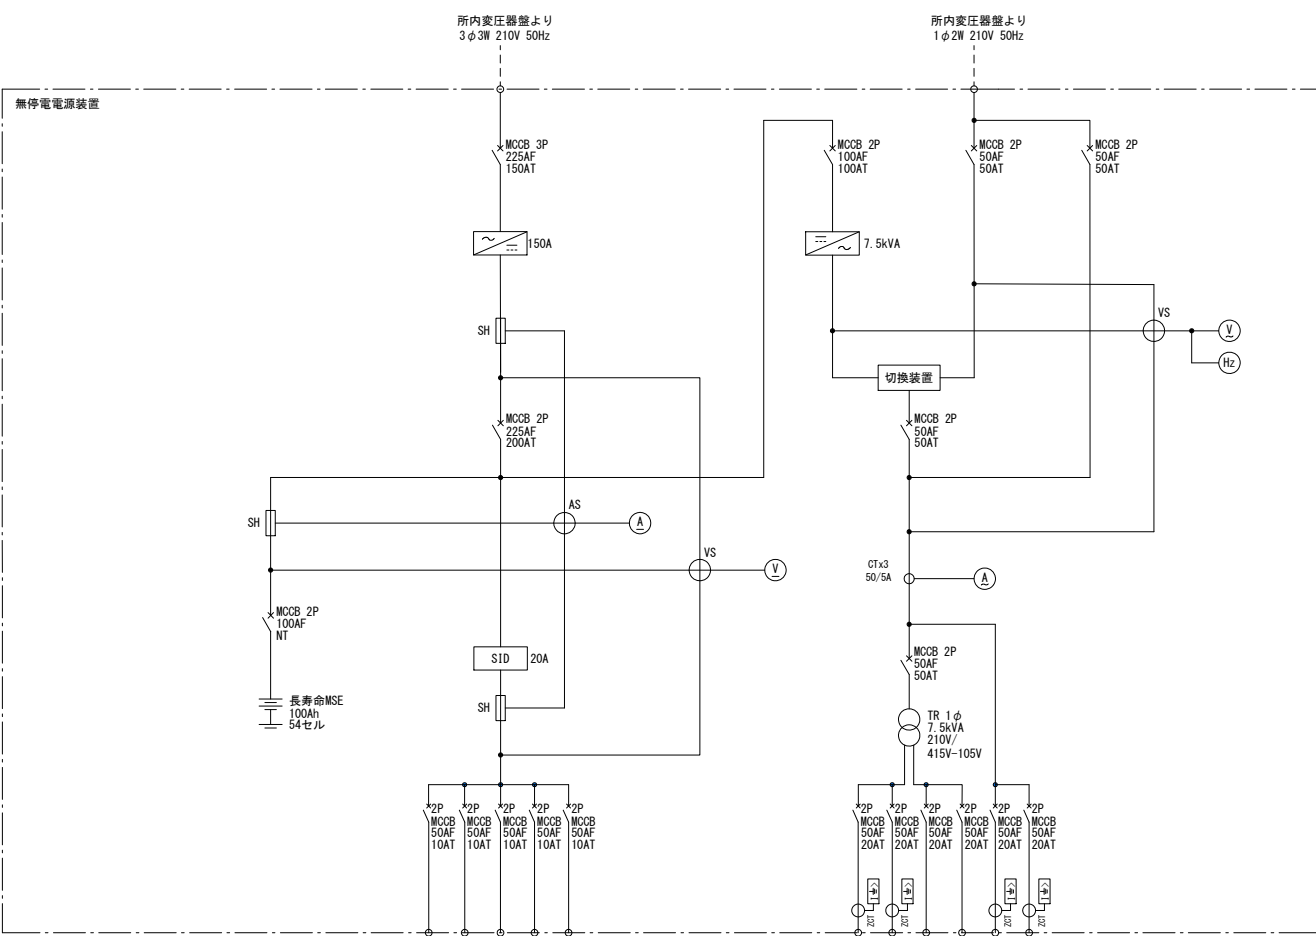 所内変圧器盤より
3φ3W 210V 50Hz
所内変圧器盤より
1φ2W 210V 50Hz
無停電電源装置
MCCB 3P
225AF
150AT
MCCB 2P
100AF
100AT
MCCB 2P
50AF
50AT
MCCB 2P
50AF
50AT
150A
7.5kVA
SH
VS
V
Hz
切換装置
MCCB 2P
225AF
200AT
MCCB 2P
50AF
50AT
SH
AS
A
VS
V
CTx3
50/5A
A
MCCB 2P
100AF
NT
SID
20A
MCCB 2P
50AF
50AT
長寿命MSE
100Ah
54セル
SH
TR 1φ
7.5kVA
210V/
415V-105V
2P
MCCB
50AF
10AT
2P
MCCB
50AF
10AT
2P
MCCB
50AF
10AT
2P
MCCB
50AF
10AT
2P
MCCB
50AF
10AT
2P
MCCB
50AF
20AT
2P
MCCB
50AF
20AT
2P
MCCB
50AF
20AT
2P
MCCB
50AF
20AT
2P
MCCB
50AF
20AT
2P
MCCB
50AF
20AT
ZCT
ZCT
ZCT
ZCT